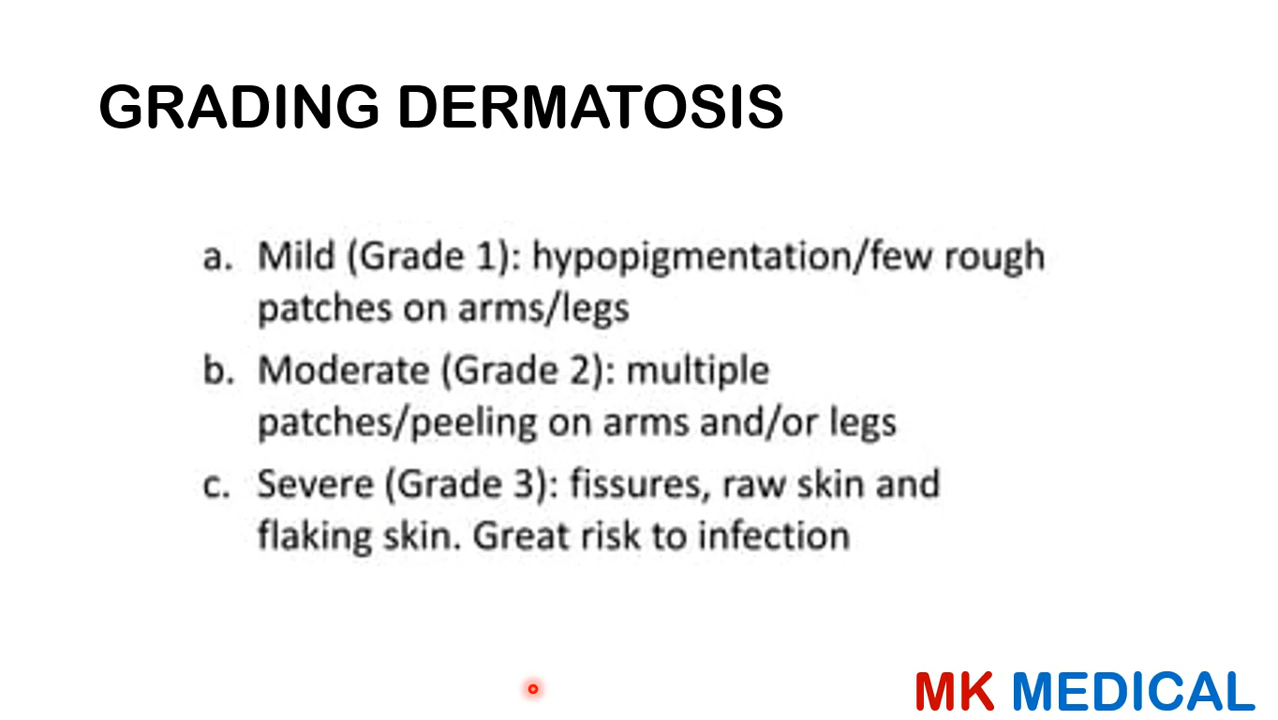 GRADING DERMATOSIS
a. Mild (Grade 1): hypopigmentation/few rough
patches on arms/legs
b. Moderate (Grade 2): multiple
patches/peeling on arms and/or legs
c. Severe (Grade 3): fissures, raw skin and
flaking skin. Great risk to infection
MK MEDICAL